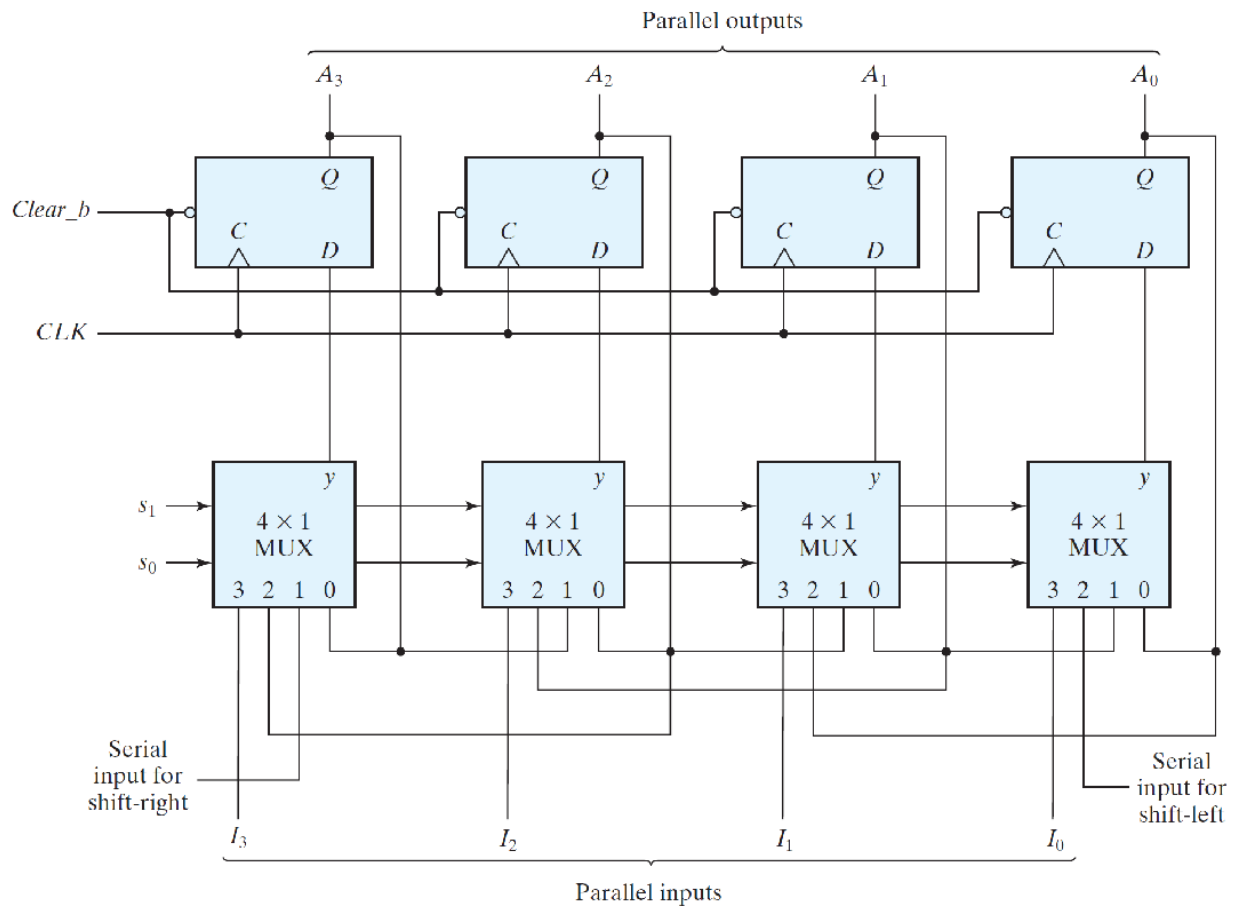 Parallel outputs
A₃ A₂ A₁ A₀
Q Q Q Q
Clear_b
C C C C
D D D D
CLK
y y y y
s₁
4 × 1 4 × 1 4 × 1 4 × 1
MUX MUX MUX MUX
s₀
3 2 1 0 3 2 1 0 3 2 1 0 3 2 1 0
Serial
input for
shift-right
Serial
input for
shift-left
I₃ I₂ I₁ I₀
Parallel inputs